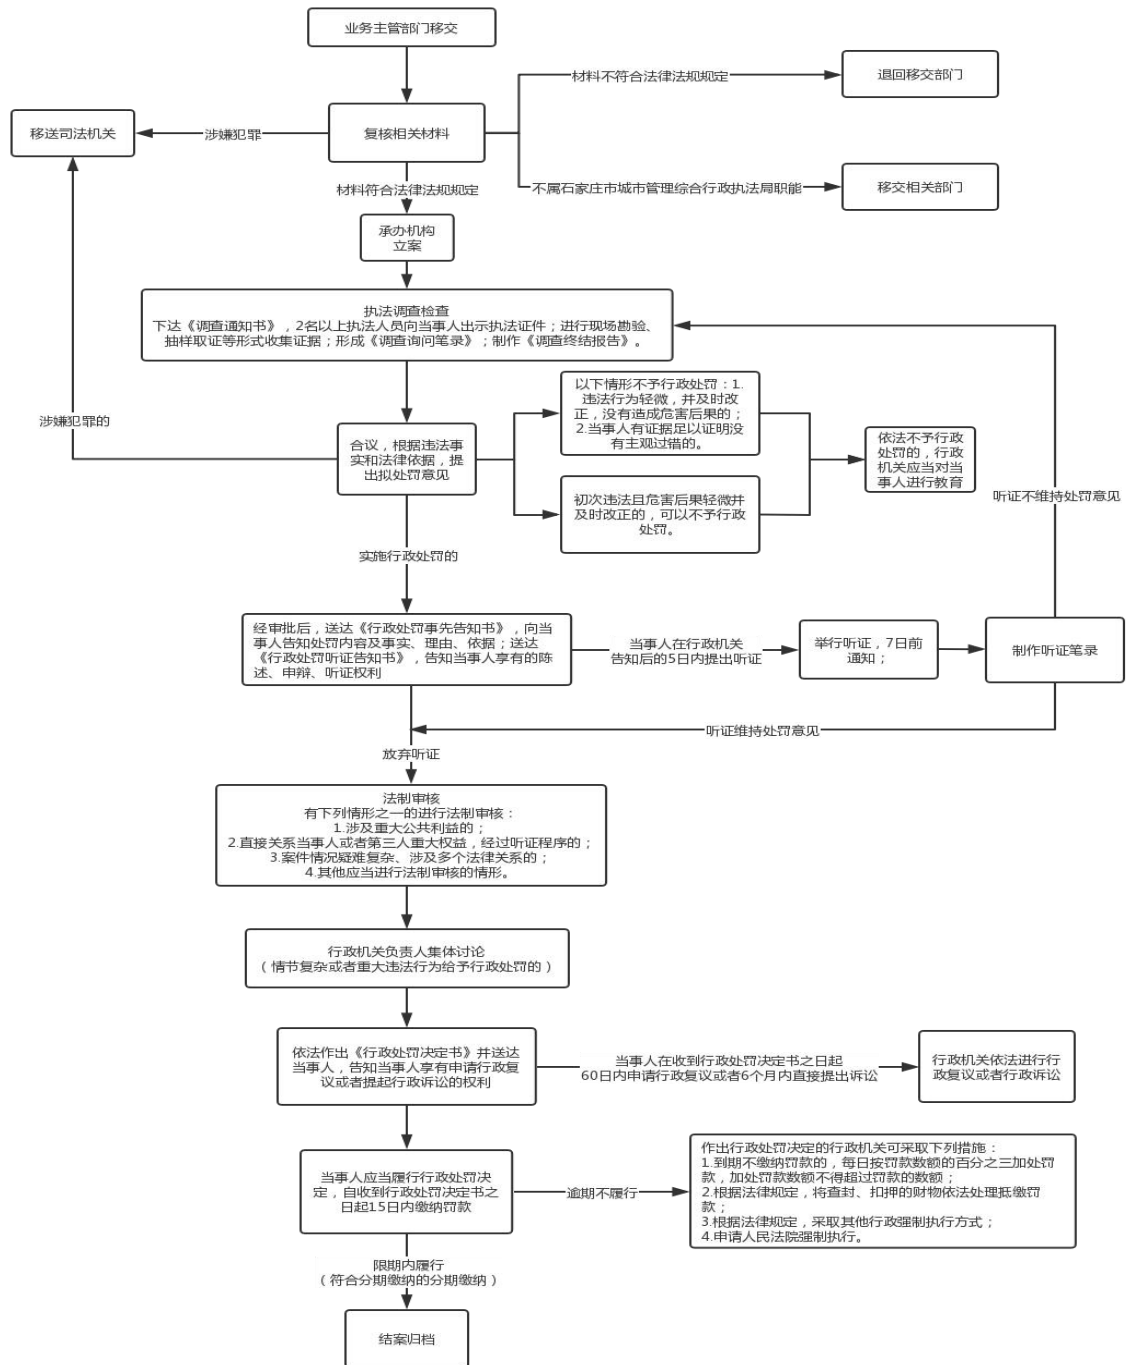 业务主管部门移交
材料不符合法律法规规定
退回移交部门
移送司法机关
涉嫌犯罪
复核相关材料
材料符合法律法规规定
不属石家庄市城市管理综合行政执法局职能
移交相关部门
承办机构
立案
执法调查检查
下达《调查通知书》，2名以上执法人员向当事人出示执法证件；进行现场勘验、
抽样取证等形式收集证据；形成《调查询问笔录》；制作《调查终结报告》。
涉嫌犯罪的
合议，根据违法事
实和法律依据，提
出拟处罚意见
以下情形不予行政处罚：1.
违法行为轻微，并及时改
正，没有造成危害后果的；
2.当事人有证据足以证明没
有主观过错的。
初次违法且危害后果轻微并
及时改正的，可以不予行政
处罚。
依法不予行政
处罚的，行政
机关应当对当
事人进行教育
听证不维持处罚意见
实施行政处罚的
经审批后，送达《行政处罚事先告知书》，向当
事人告知处罚内容及事实、理由、依据；送达
《行政处罚听证告知书》，告知当事人享有的陈
述、申辩、听证权利
当事人在行政机关
告知后的5日内提出听证
举行听证，7日前
通知；
制作听证笔录
听证维持处罚意见
放弃听证
法制审核
有下列情形之一的进行法制审核：
1.涉及重大公共利益的；
2.直接关系当事人或者第三人重大权益，经过听证程序的；
3.案件情况疑难复杂、涉及多个法律关系的；
4.其他应当进行法制审核的情形。
行政机关负责人集体讨论
（情节复杂或者重大违法行为给予行政处罚的）
依法作出《行政处罚决定书》并送达
当事人，告知当事人享有申请行政复
议或者提起行政诉讼的权利
当事人在收到行政处罚决定书之日起
60日内申请行政复议或者6个月内直接提出诉讼
行政机关依法进行行
政复议或者行政诉讼
当事人应当履行行政处罚决
定，自收到行政处罚决定书之
日起15日内缴纳罚款
逾期不履行
作出行政处罚决定的行政机关可采取下列措施：
1.到期不缴纳罚款的，每日按罚款数额的百分之三加处罚
款，加处罚款数额不得超过罚款的数额；
2.根据法律规定，将查封、扣押的财物依法处理抵缴罚
款；
3.根据法律规定，采取其他行政强制执行方式；
4.申请人民法院强制执行。
限期内履行
（符合分期缴纳的分期缴纳）
结案归档